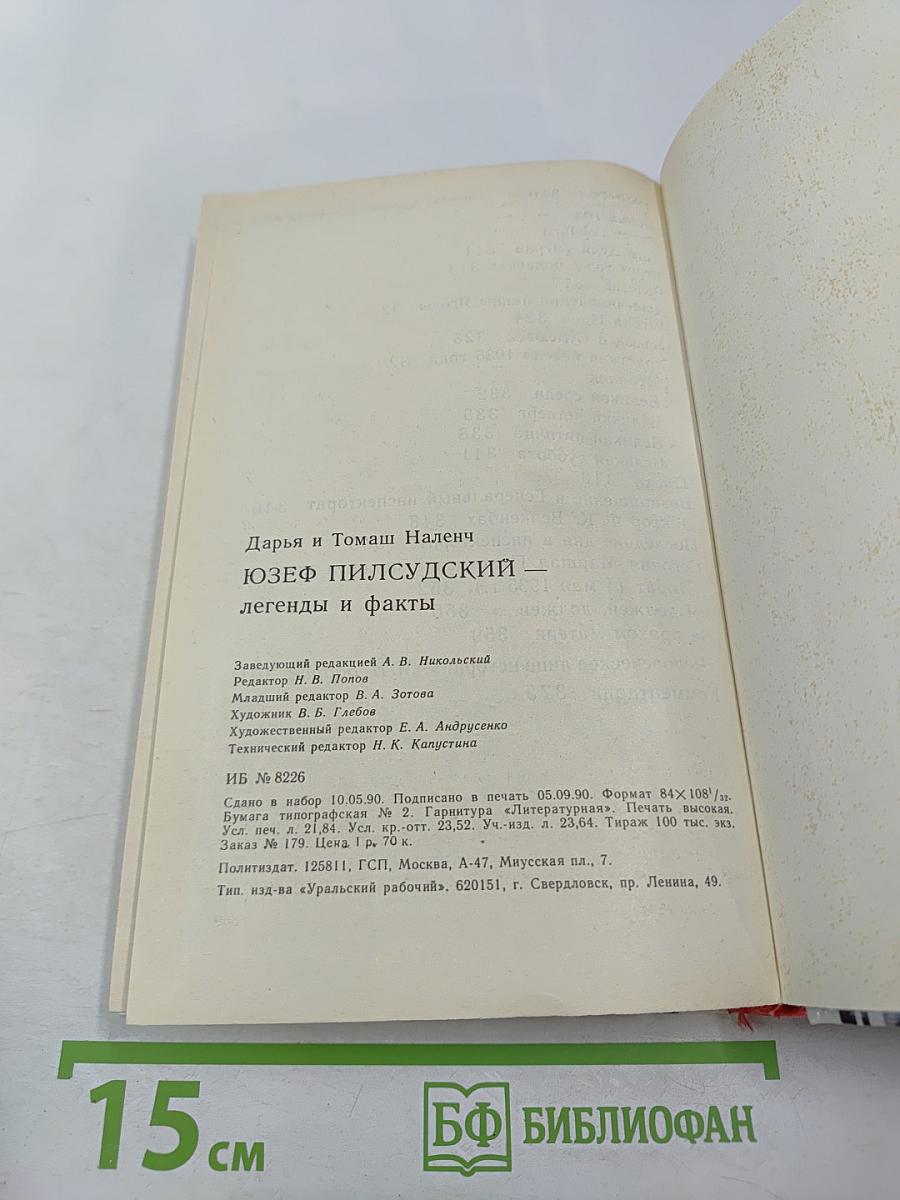 Дарья и Томаш Наленч
ЮЗЕФ ПИЛСУДСКИЙ —
легенды и факты
Заведующий редакцией А. В. Никольский
Редактор Н. В. Попов
Младший редактор В. А. Зотова
Художник В. Б. Глебов
Художественный редактор Е. А. Андрусенко
Технический редактор Н. К. Капустина
ИБ № 8226
Сдано в набор 10.05.90. Подписано в печать 05.09.90. Формат 84×108¹/₃₂.
Бумага типографская № 2. Гарнитура «Литературная». Печать высокая.
Усл. печ. л. 21,84. Усл. кр.-отт. 23,52. Уч.-изд. л. 23,64. Тираж 100 тыс. экз.
Заказ № 179. Цена 1 р. 70 к.
Политиздат. 125811, ГСП, Москва, А-47, Миусская пл., 7.
Тип. изд-ва «Уральский рабочий». 620151, г. Свердловск, пр. Ленина, 49.
15 см
БФ БИБЛИОФАН